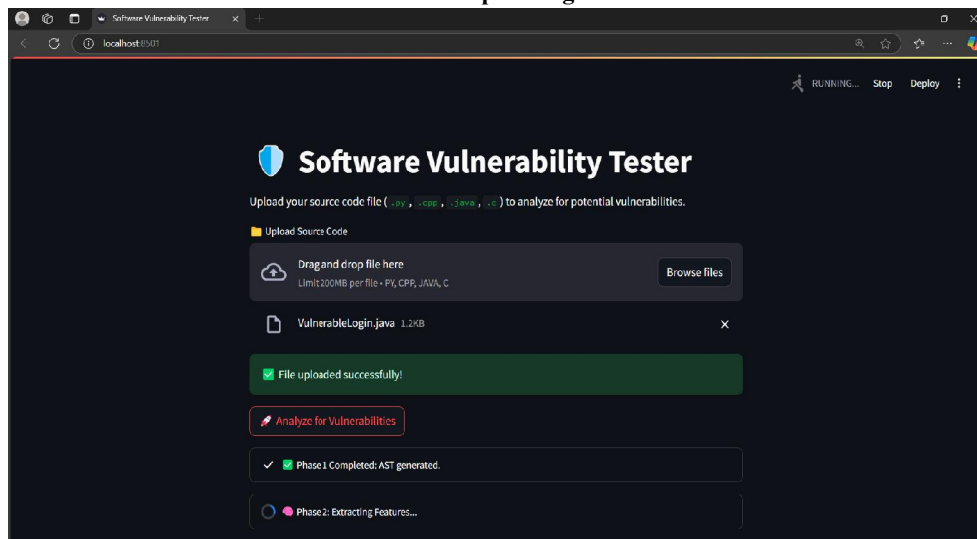 Software Vulnerability Tester
localhost:8501
RUNNING... Stop Deploy
Software Vulnerability Tester
Upload your source code file ( .py , .cpp , .java , .c ) to analyze for potential vulnerabilities.
Upload Source Code
Drag and drop file here
Limit 200MB per file • PY, CPP, JAVA, C
Browse files
VulnerableLogin.java 1.2KB
File uploaded successfully!
Analyze for Vulnerabilities
Phase 1 Completed: AST generated.
Phase 2: Extracting Features...